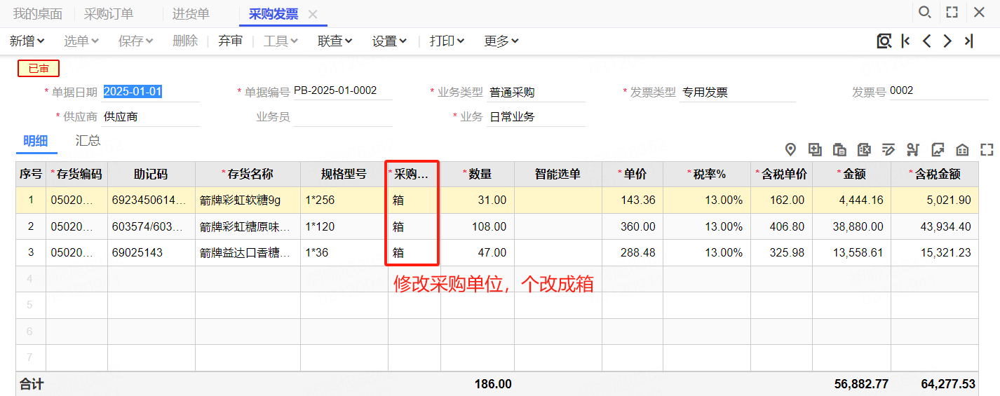 我的桌面 采购订单 进货单 采购发票
新增 选单 保存 删除 弃审 工具 联查 设置 打印 更多
已审
* 单据日期 2025-01-01 * 单据编号 PB-2025-01-0002 * 业务类型 普通采购 * 发票类型 专用发票 发票号 0002
* 供应商 供应商 业务员 * 业务 日常业务
明细 汇总
序号 *存货编码 助记码 *存货名称 规格型号 *采购... *数量 智能选单 *单价 *税率% *含税单价 *金额 *含税金额
1 05020... 6923450614... 箭牌彩虹软糖9g 1*256 箱 31.00 143.36 13.00% 162.00 4,444.16 5,021.90
2 05020... 603574/603... 箭牌彩虹糖原味... 1*120 箱 108.00 360.00 13.00% 406.80 38,880.00 43,934.40
3 05020... 69025143 箭牌益达口香糖... 1*36 箱 47.00 288.48 13.00% 325.98 13,558.61 15,321.23
4
修改采购单位，个改成箱
5
6
7
合计 186.00 56,882.77 64,277.53